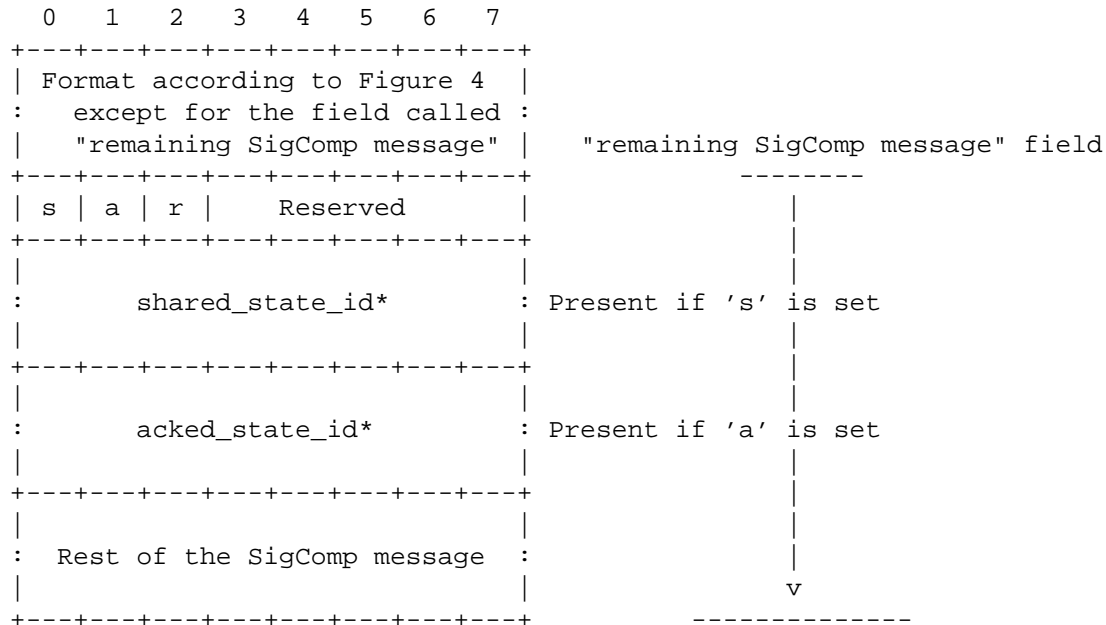 0   1   2   3   4   5   6   7
+---+---+---+---+---+---+---+---+
| Format according to Figure 4  |
:   except for the field called :
|   "remaining SigComp message" |    "remaining SigComp message" field
+---+---+---+---+---+---+---+---+              --------
| s | a | r |    Reserved       |                 |
+---+---+---+---+---+---+---+---+                 |
|                               |                 |
:       shared_state_id*        : Present if ’s’ is set
|                               |                 |
+---+---+---+---+---+---+---+---+                 |
|                               |                 |
:       acked_state_id*         : Present if ’a’ is set
|                               |                 |
+---+---+---+---+---+---+---+---+                 |
|                               |                 |
:  Rest of the SigComp message  :                 |
|                               |                 v
+---+---+---+---+---+---+---+---+           --------------